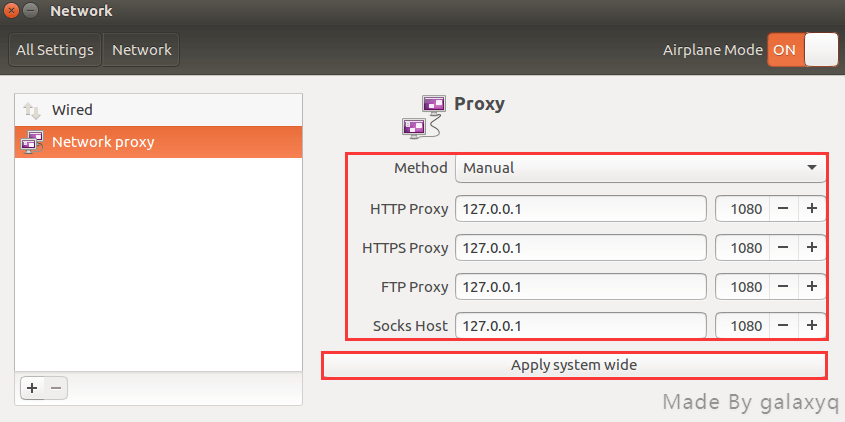 Network
All Settings Network Airplane Mode ON
Wired
Network proxy
Proxy
Method Manual
HTTP Proxy 127.0.0.1 1080 − +
HTTPS Proxy 127.0.0.1 1080 − +
FTP Proxy 127.0.0.1 1080 − +
Socks Host 127.0.0.1 1080 − +
Apply system wide
+ −
Made By galaxyq